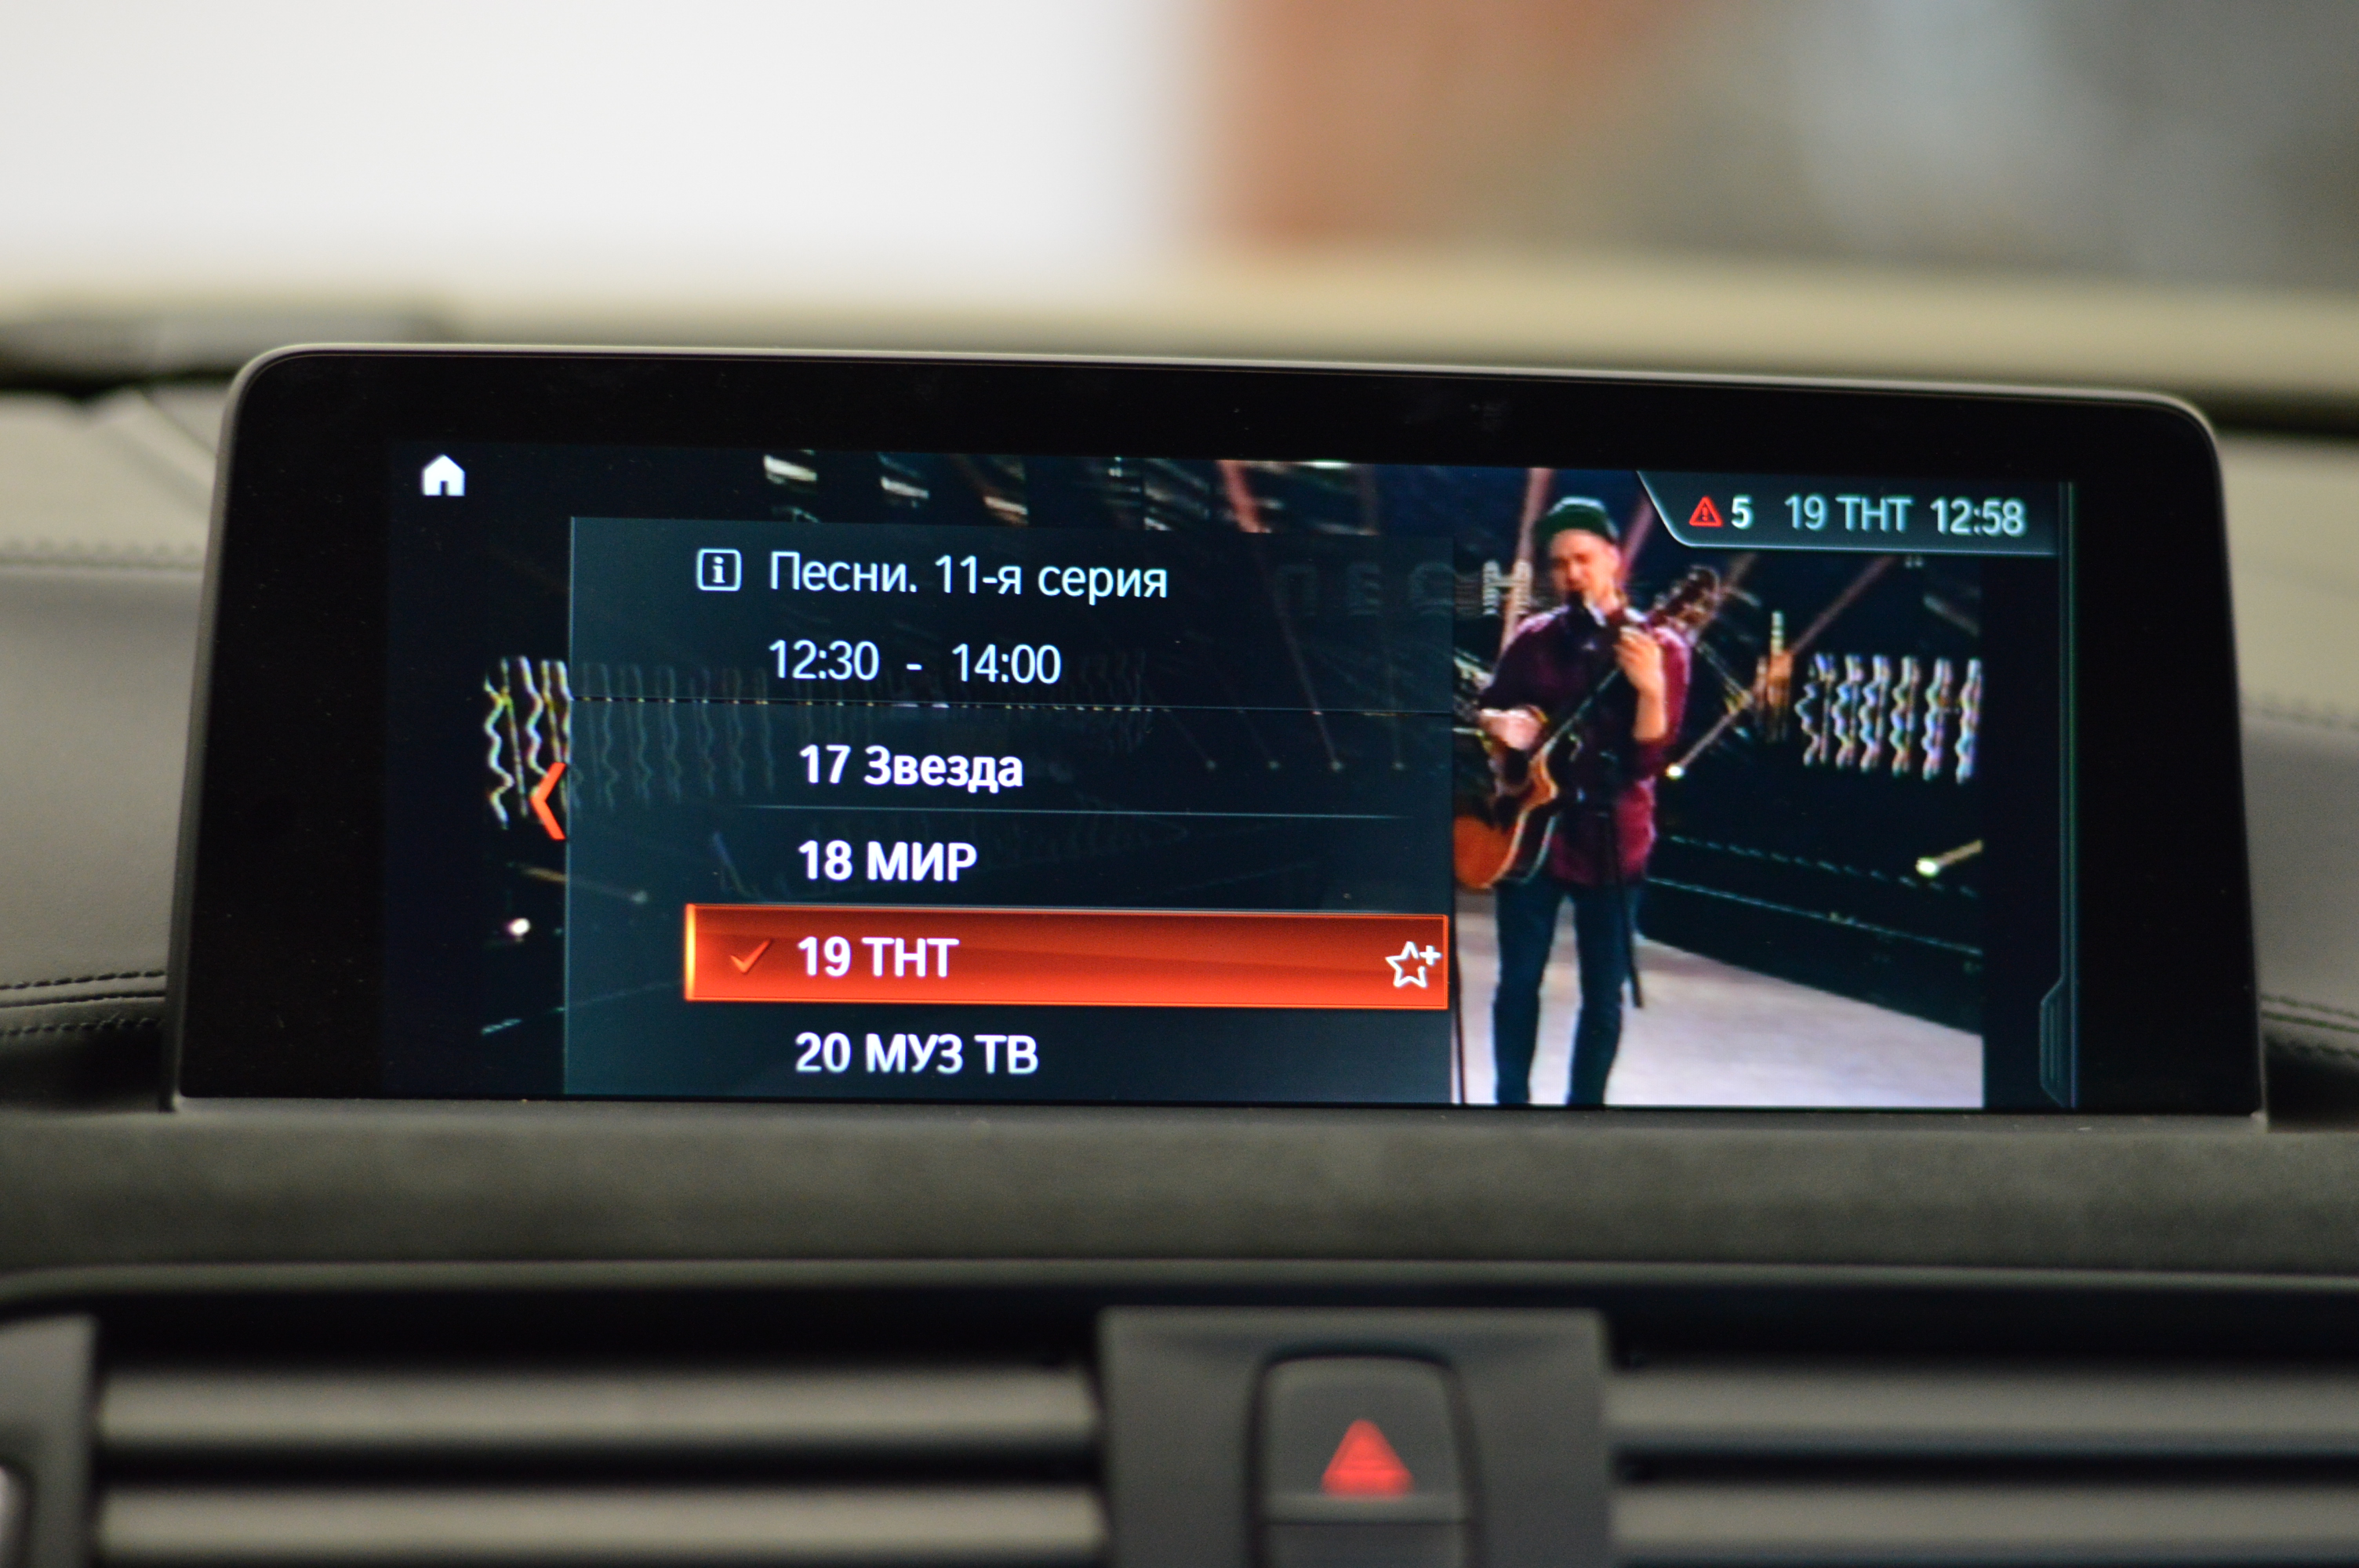 5 19 ТНТ 12:58
Песни. 11-я серия
12:30 - 14:00
17 Звезда
18 МИР
19 ТНТ
20 МУЗ ТВ